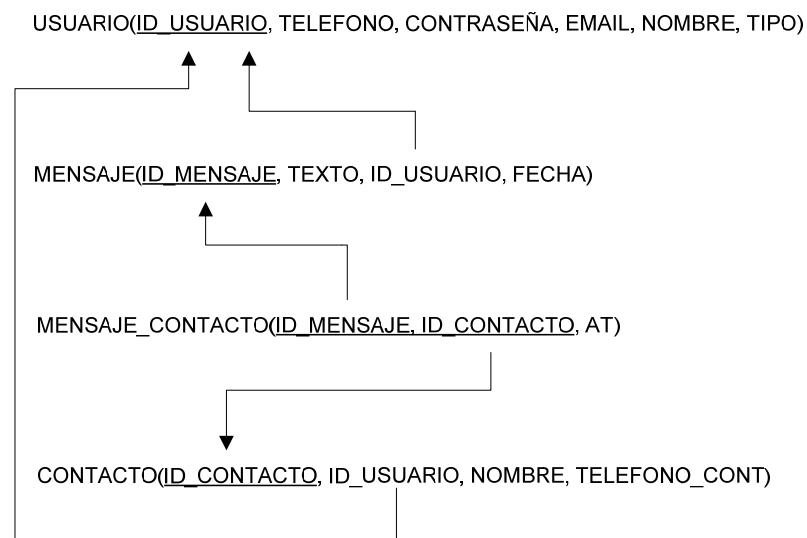 USUARIO(ID_USUARIO, TELEFONO, CONTRASEÑA, EMAIL, NOMBRE, TIPO)
MENSAJE(ID_MENSAJE, TEXTO, ID_USUARIO, FECHA)
MENSAJE_CONTACTO(ID_MENSAJE, ID_CONTACTO, AT)
CONTACTO(ID_CONTACTO, ID_USUARIO, NOMBRE, TELEFONO_CONT)